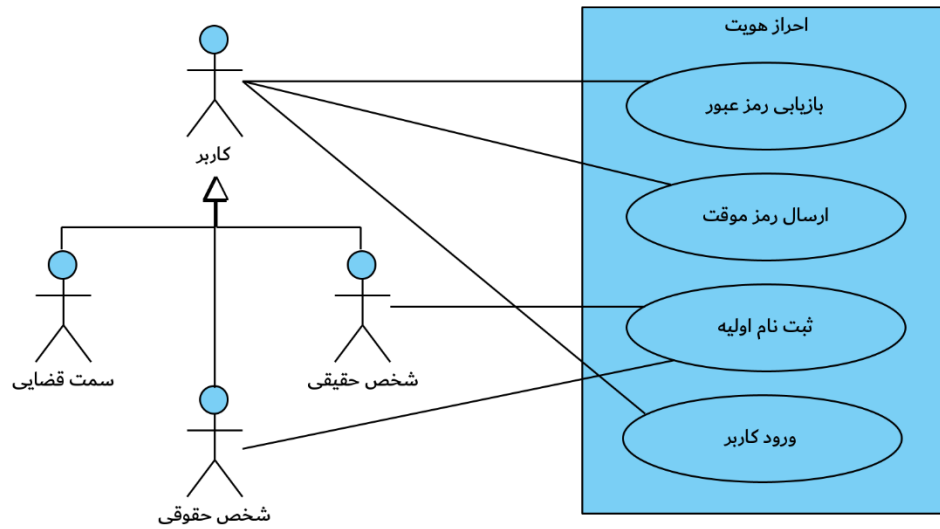 احراز هویت
بازیابی رمز عبور
کاربر
ارسال رمز موقت
ثبت نام اولیه
شخص حقیقی
سمت قضایی
ورود کاربر
شخص حقوقی